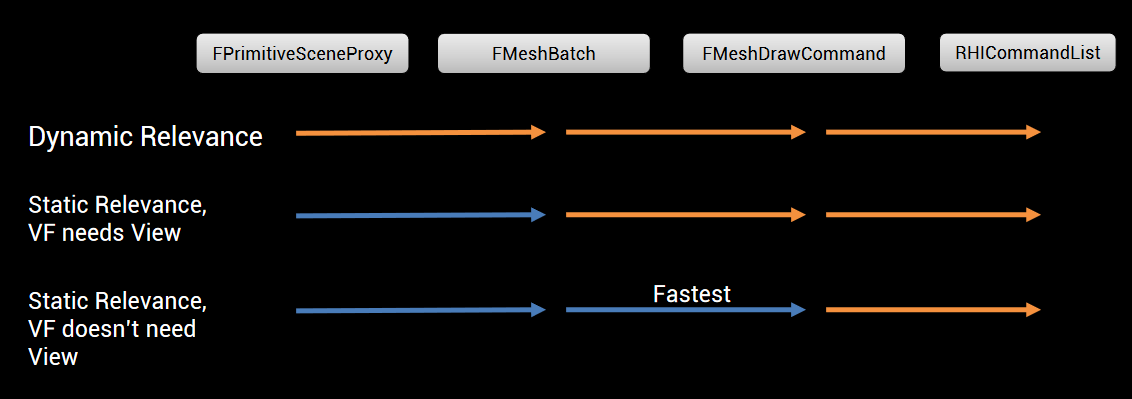 FPrimitiveSceneProxy
FMeshBatch
FMeshDrawCommand
RHICommandList
Dynamic Relevance
Static Relevance,
VF needs View
Static Relevance,
VF doesn't need
View
Fastest